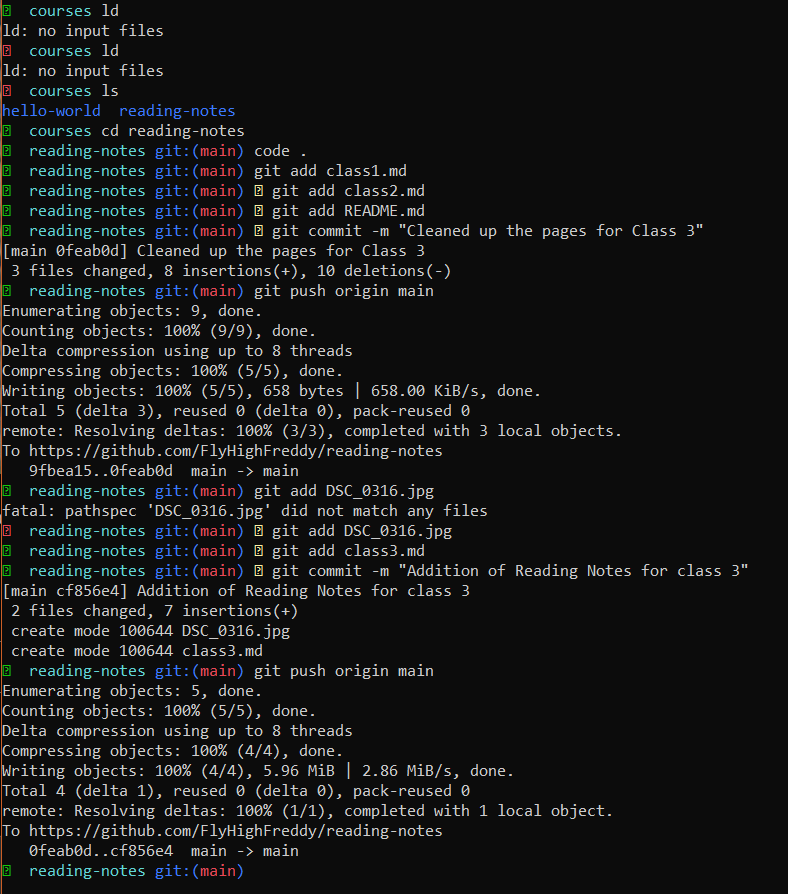 courses ld
ld: no input files
courses ld
ld: no input files
courses ls
hello-world  reading-notes
courses cd reading-notes
reading-notes git:(main) code .
reading-notes git:(main) git add class1.md
reading-notes git:(main) git add class2.md
reading-notes git:(main) git add README.md
reading-notes git:(main) git commit -m "Cleaned up the pages for Class 3"
[main 0feab0d] Cleaned up the pages for Class 3
 3 files changed, 8 insertions(+), 10 deletions(-)
reading-notes git:(main) git push origin main
Enumerating objects: 9, done.
Counting objects: 100% (9/9), done.
Delta compression using up to 8 threads
Compressing objects: 100% (5/5), done.
Writing objects: 100% (5/5), 658 bytes | 658.00 KiB/s, done.
Total 5 (delta 3), reused 0 (delta 0), pack-reused 0
remote: Resolving deltas: 100% (3/3), completed with 3 local objects.
To https://github.com/FlyHighFreddy/reading-notes
   9fbea15..0feab0d  main -> main
reading-notes git:(main) git add DSC_0316.jpg
fatal: pathspec 'DSC_0316.jpg' did not match any files
reading-notes git:(main) git add DSC_0316.jpg
reading-notes git:(main) git add class3.md
reading-notes git:(main) git commit -m "Addition of Reading Notes for class 3"
[main cf856e4] Addition of Reading Notes for class 3
 2 files changed, 7 insertions(+)
 create mode 100644 DSC_0316.jpg
 create mode 100644 class3.md
reading-notes git:(main) git push origin main
Enumerating objects: 5, done.
Counting objects: 100% (5/5), done.
Delta compression using up to 8 threads
Compressing objects: 100% (4/4), done.
Writing objects: 100% (4/4), 5.96 MiB | 2.86 MiB/s, done.
Total 4 (delta 1), reused 0 (delta 0), pack-reused 0
remote: Resolving deltas: 100% (1/1), completed with 1 local object.
To https://github.com/FlyHighFreddy/reading-notes
   0feab0d..cf856e4  main -> main
reading-notes git:(main)